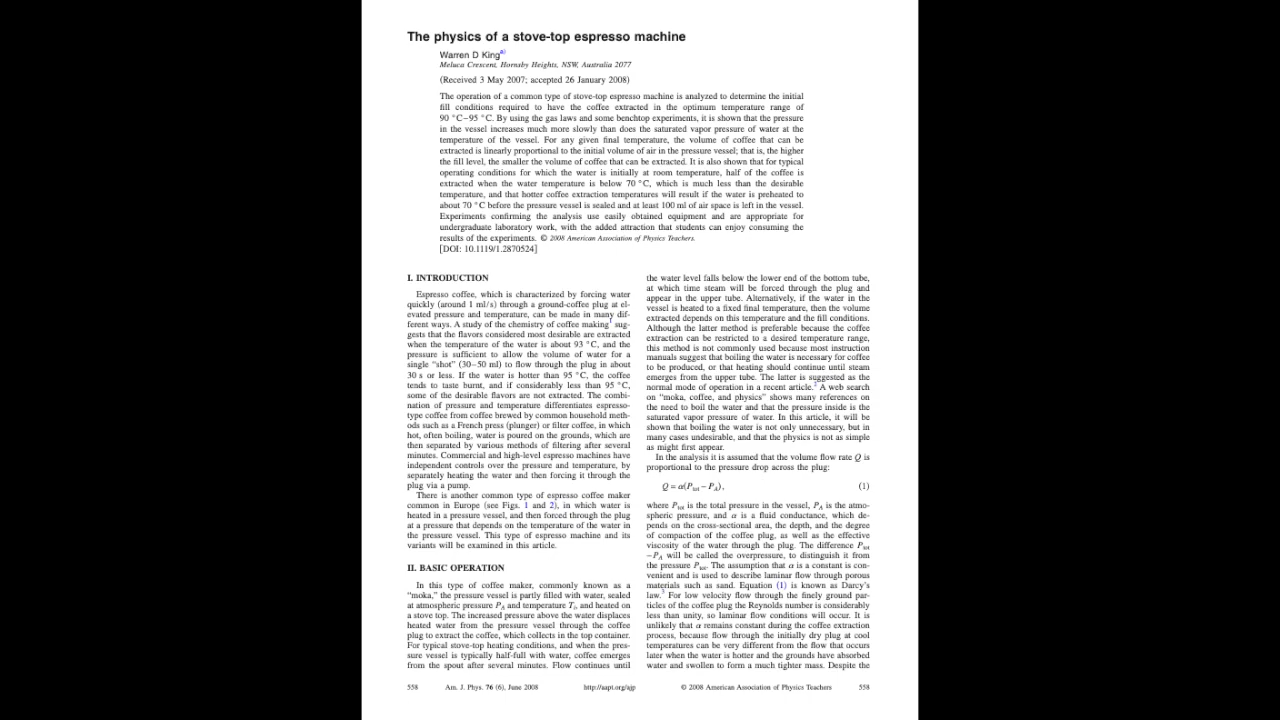 The physics of a stove-top espresso machine
Warren D King a)
Meluca Crescent, Hornsby Heights, NSW, Australia 2077
(Received 3 May 2007; accepted 26 January 2008)
The operation of a common type of stove-top espresso machine is analyzed to determine the initial
fill conditions required to have the coffee extracted in the optimum temperature range of
90 °C–95 °C. By using the gas laws and some benchtop experiments, it is shown that the pressure
in the vessel increases much more slowly than does the saturated vapor pressure of water at the
temperature of the vessel. For any given final temperature, the volume of coffee that can be
extracted is linearly proportional to the initial volume of air in the pressure vessel; that is, the higher
the fill level, the smaller the volume of coffee that can be extracted. It is also shown that for typical
operating conditions for which the water is initially at room temperature, half of the coffee is
extracted when the water temperature is below 70 °C, which is much less than the desirable
temperature, and that hotter coffee extraction temperatures will result if the water is preheated to
about 70 °C before the pressure vessel is sealed and at least 100 ml of air space is left in the vessel.
Experiments confirming the analysis use easily obtained equipment and are appropriate for
undergraduate laboratory work, with the added attraction that students can enjoy consuming the
results of the experiments. © 2008 American Association of Physics Teachers.
[DOI: 10.1119/1.2870524]
I. INTRODUCTION
Espresso coffee, which is characterized by forcing water
quickly (around 1 ml/s) through a ground-coffee plug at el-
evated pressure and temperature, can be made in many dif-
ferent ways. A study of the chemistry of coffee making1 sug-
gests that the flavors considered most desirable are extracted
when the temperature of the water is about 93 °C, and the
pressure is sufficient to allow the volume of water for a
single “shot” (30–50 ml) to flow through the plug in about
30 s or less. If the water is hotter than 95 °C, the coffee
tends to taste burnt, and if considerably less than 95 °C,
some of the desirable flavors are not extracted. The combi-
nation of pressure and temperature differentiates espresso-
type coffee from coffee brewed by common household meth-
ods such as a French press (plunger) or filter coffee, in which
hot, often boiling, water is poured on the grounds, which are
then separated by various methods of filtering after several
minutes. Commercial and high-level espresso machines have
independent controls over the pressure and temperature, by
separately heating the water and then forcing it through the
plug via a pump.
There is another common type of espresso coffee maker
common in Europe (see Figs. 1 and 2), in which water is
heated in a pressure vessel, and then forced through the plug
at a pressure that depends on the temperature of the water in
the pressure vessel. This type of espresso machine and its
variants will be examined in this article.
II. BASIC OPERATION
In this type of coffee maker, commonly known as a
“moka,” the pressure vessel is partly filled with water, sealed
at atmospheric pressure PA and temperature Ti, and heated on
a stove top. The increased pressure above the water displaces
heated water from the pressure vessel through the coffee
plug to extract the coffee, which collects in the top container.
For typical stove-top heating conditions, and when the pres-
sure vessel is typically half-full with water, coffee emerges
from the spout after several minutes. Flow continues until
the water level falls below the lower end of the bottom tube,
at which time steam will be forced through the plug and
appear in the upper tube. Alternatively, if the water in the
vessel is heated to a fixed final temperature, then the volume
extracted depends on this temperature and the fill conditions.
Although the latter method is preferable because the coffee
extraction can be restricted to a desired temperature range,
this method is not commonly used because most instruction
manuals suggest that boiling the water is necessary for coffee
to be produced, or that heating should continue until steam
emerges from the upper tube. The latter is suggested as the
normal mode of operation in a recent article.2 A web search
on “moka, coffee, and physics” shows many references on
the need to boil the water and that the pressure inside is the
saturated vapor pressure of water. In this article, it will be
shown that boiling the water is not only unnecessary, but in
many cases undesirable, and that the physics is not as simple
as might first appear.
In the analysis it is assumed that the volume flow rate Q is
proportional to the pressure drop across the plug:
Q = α(Ptot − PA), (1)
where Ptot is the total pressure in the vessel, PA is the atmo-
spheric pressure, and α is a fluid conductance, which de-
pends on the cross-sectional area, the depth, and the degree
of compaction of the coffee plug, as well as the effective
viscosity of the water through the plug. The difference Ptot
−PA will be called the overpressure, to distinguish it from
the pressure Ptot. The assumption that α is a constant is con-
venient and is used to describe laminar flow through porous
materials such as sand. Equation (1) is known as Darcy’s
law.3 For low velocity flow through the finely ground par-
ticles of the coffee plug the Reynolds number is considerably
less than unity, so laminar flow conditions will occur. It is
unlikely that α remains constant during the coffee extraction
process, because flow through the initially dry plug at cool
temperatures can be very different from the flow that occurs
later when the water is hotter and the grounds have absorbed
water and swollen to form a much tighter mass. Despite the
558 Am. J. Phys. 76 (6), June 2008 http://aapt.org/ajp © 2008 American Association of Physics Teachers 558